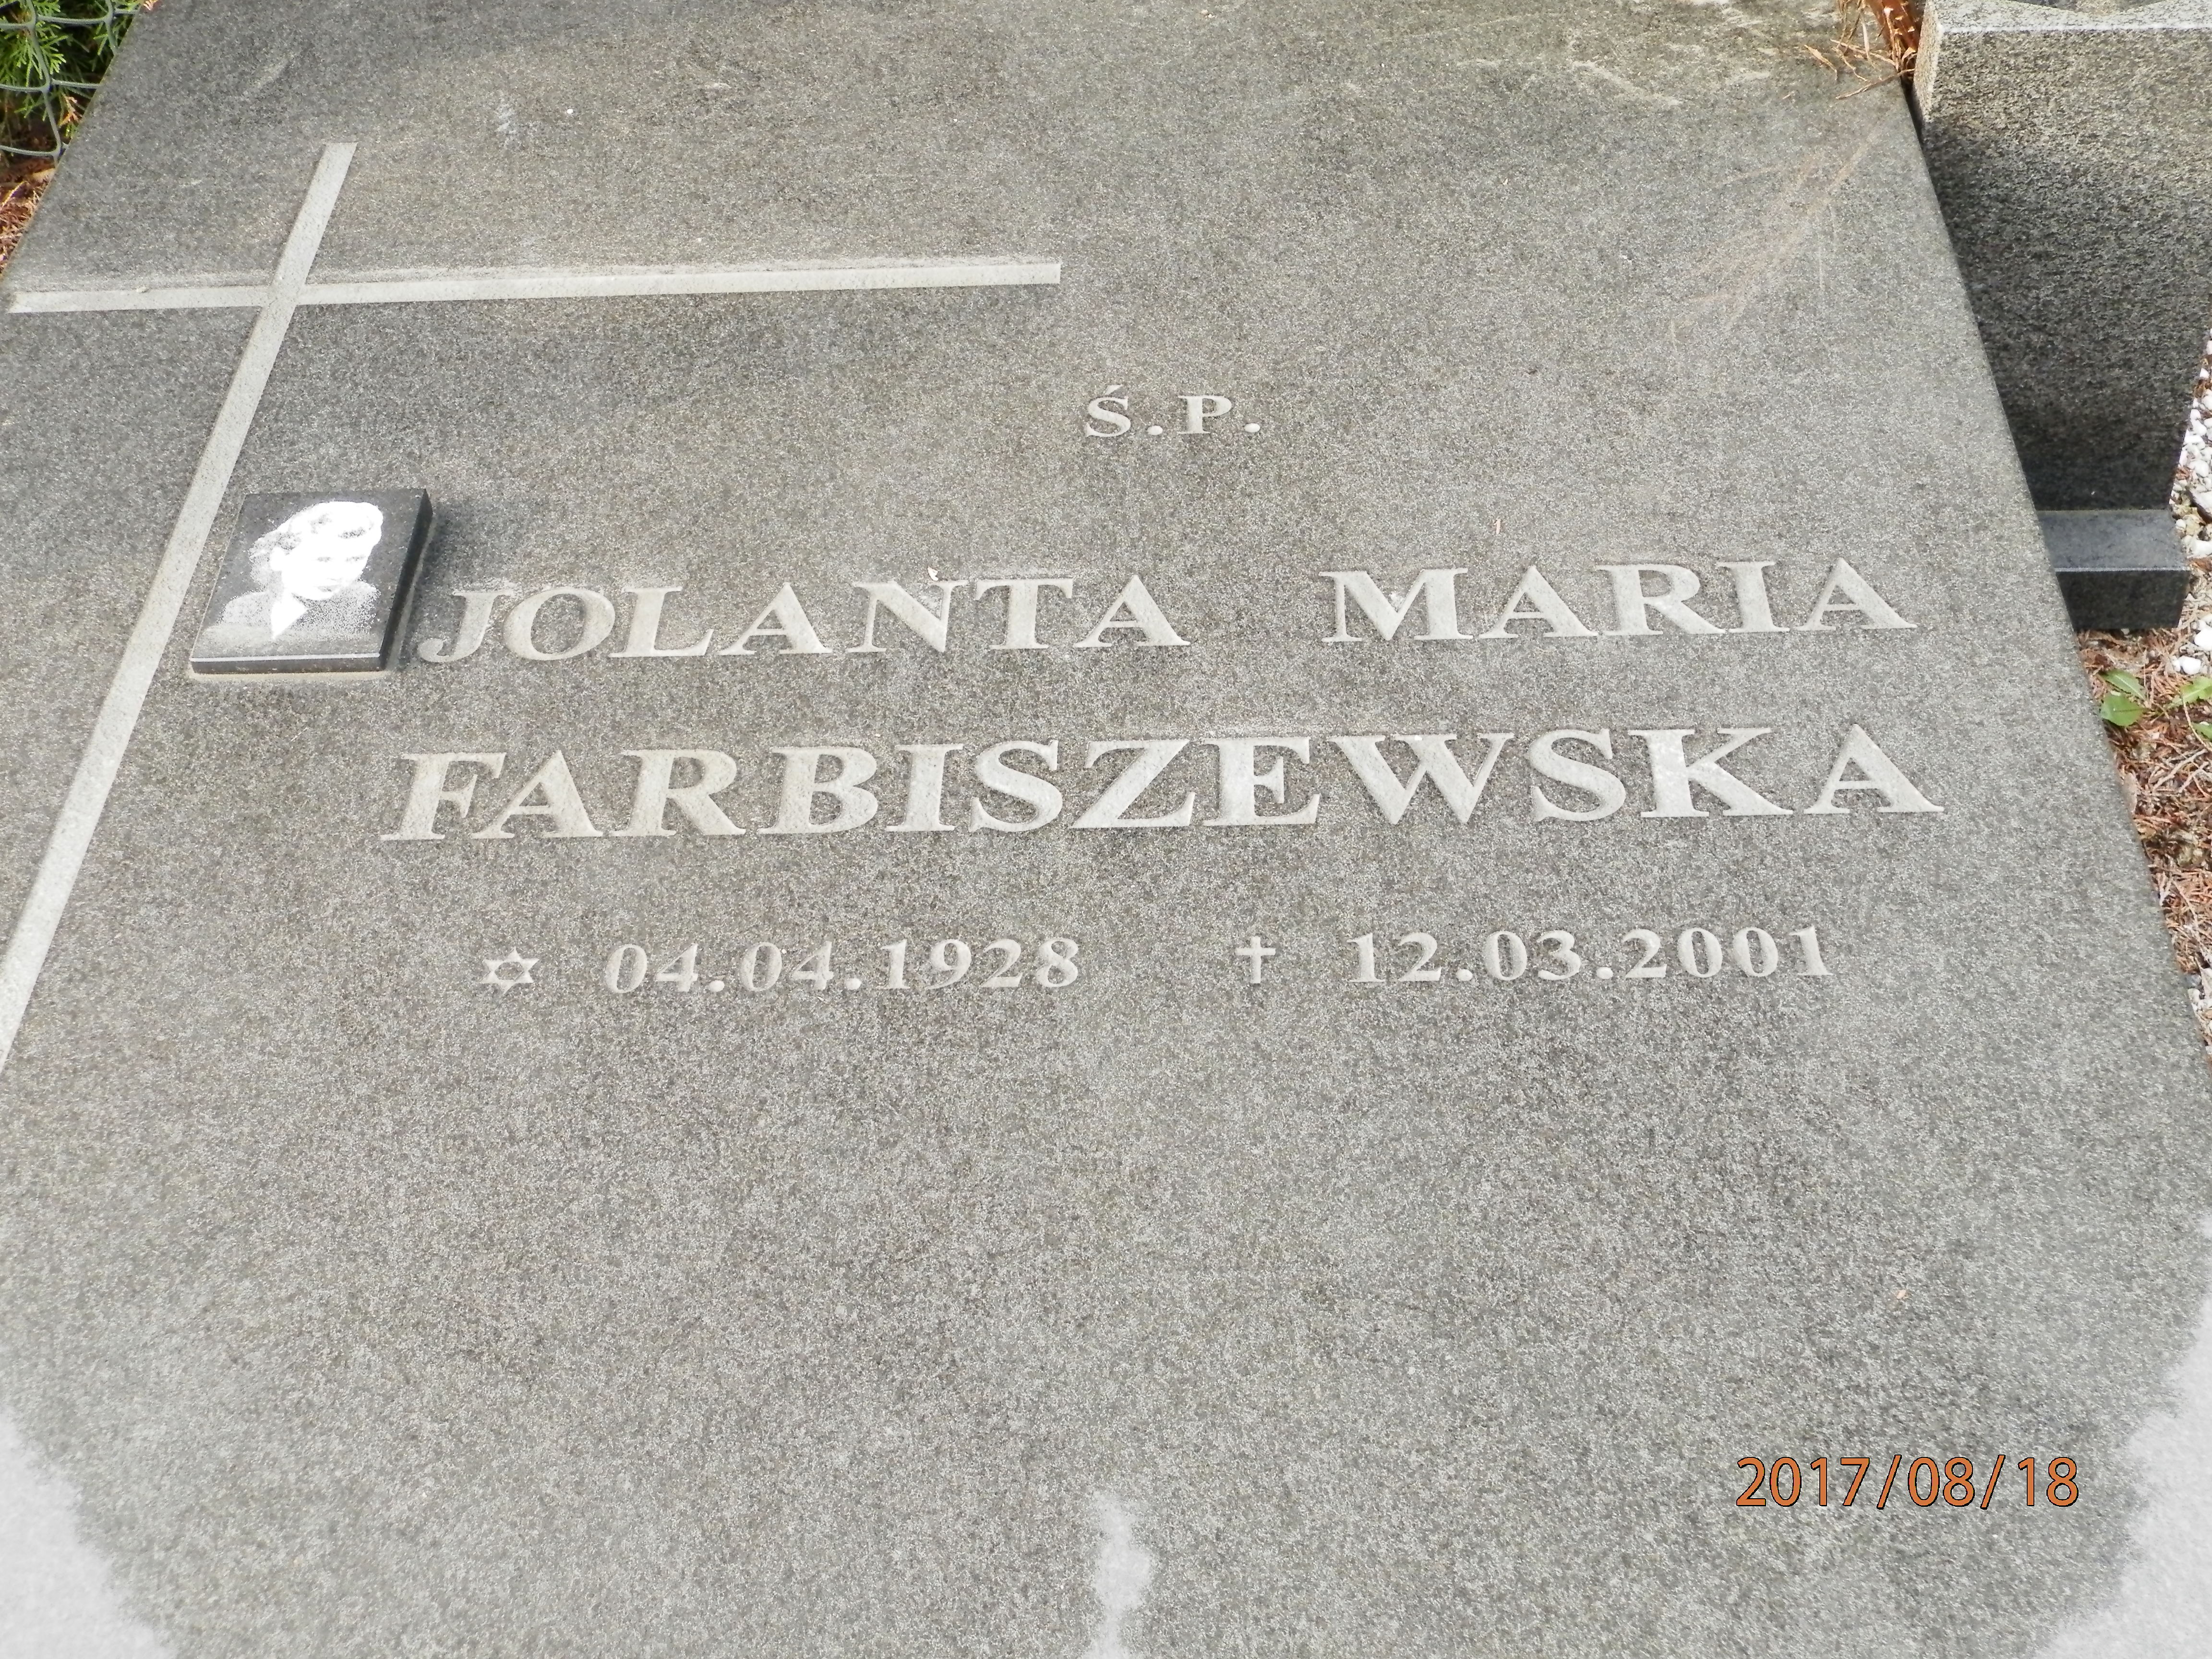 Ś.P.
JOLANTA MARIA
FARBISZEWSKA
✡ 04.04.1928 ✝ 12.03.2001
2017/08/18